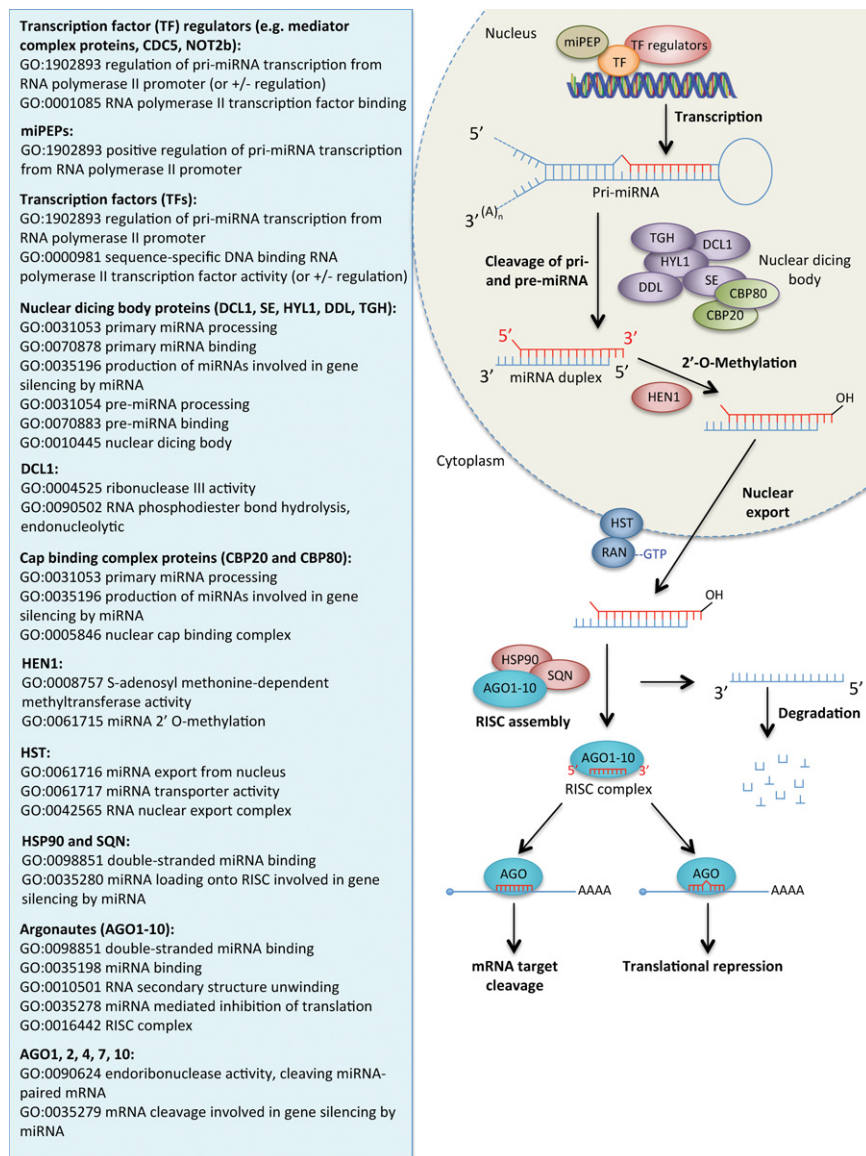 Transcription factor (TF) regulators (e.g. mediator
complex proteins, CDC5, NOT2b):
GO:1902893 regulation of pri-miRNA transcription from
RNA polymerase II promoter (or +/- regulation)
GO:0001085 RNA polymerase II transcription factor binding
miPEPs:
GO:1902893 positive regulation of pri-miRNA transcription
from RNA polymerase II promoter
Transcription factors (TFs):
GO:1902893 regulation of pri-miRNA transcription from
RNA polymerase II promoter
GO:0000981 sequence-specific DNA binding RNA
polymerase II transcription factor activity (or +/- regulation)
Nuclear dicing body proteins (DCL1, SE, HYL1, DDL, TGH):
GO:0031053 primary miRNA processing
GO:0070878 primary miRNA binding
GO:0035196 production of miRNAs involved in gene
silencing by miRNA
GO:0031054 pre-miRNA processing
GO:0070883 pre-miRNA binding
GO:0010445 nuclear dicing body
DCL1:
GO:0004525 ribonuclease III activity
GO:0090502 RNA phosphodiester bond hydrolysis,
endonucleolytic
Cap binding complex proteins (CBP20 and CBP80):
GO:0031053 primary miRNA processing
GO:0035196 production of miRNAs involved in gene
silencing by miRNA
GO:0005846 nuclear cap binding complex
HEN1:
GO:0008757 S-adenosyl methonine-dependent
methyltransferase activity
GO:0061715 miRNA 2' O-methylation
HST:
GO:0061716 miRNA export from nucleus
GO:0061717 miRNA transporter activity
GO:0042565 RNA nuclear export complex
HSP90 and SQN:
GO:0098851 double-stranded miRNA binding
GO:0035280 miRNA loading onto RISC involved in gene
silencing by miRNA
Argonautes (AGO1-10):
GO:0098851 double-stranded miRNA binding
GO:0035198 miRNA binding
GO:0010501 RNA secondary structure unwinding
GO:0035278 miRNA mediated inhibition of translation
GO:0016442 RISC complex
AGO1, 2, 4, 7, 10:
GO:0090624 endoribonuclease activity, cleaving miRNA-
paired mRNA
GO:0035279 mRNA cleavage involved in gene silencing by
miRNA
Nucleus
miPEP
TF regulators
TF
Transcription
5'
Pri-miRNA
3' (A)n
Cleavage of pri-
and pre-miRNA
TGH
DCL1
HYL1
DDL
SE
CBP80
CBP20
Nuclear dicing
body
5' 3'
3' 5'
miRNA duplex
2'-O-Methylation
HEN1
OH
Cytoplasm
Nuclear
export
HST
RAN --GTP
OH
HSP90
SQN
AGO1-10
RISC assembly
3' 5'
Degradation
AGO1-10
5' 3'
RISC complex
AGO
AAAA
AGO
AAAA
mRNA target
cleavage
Translational repression